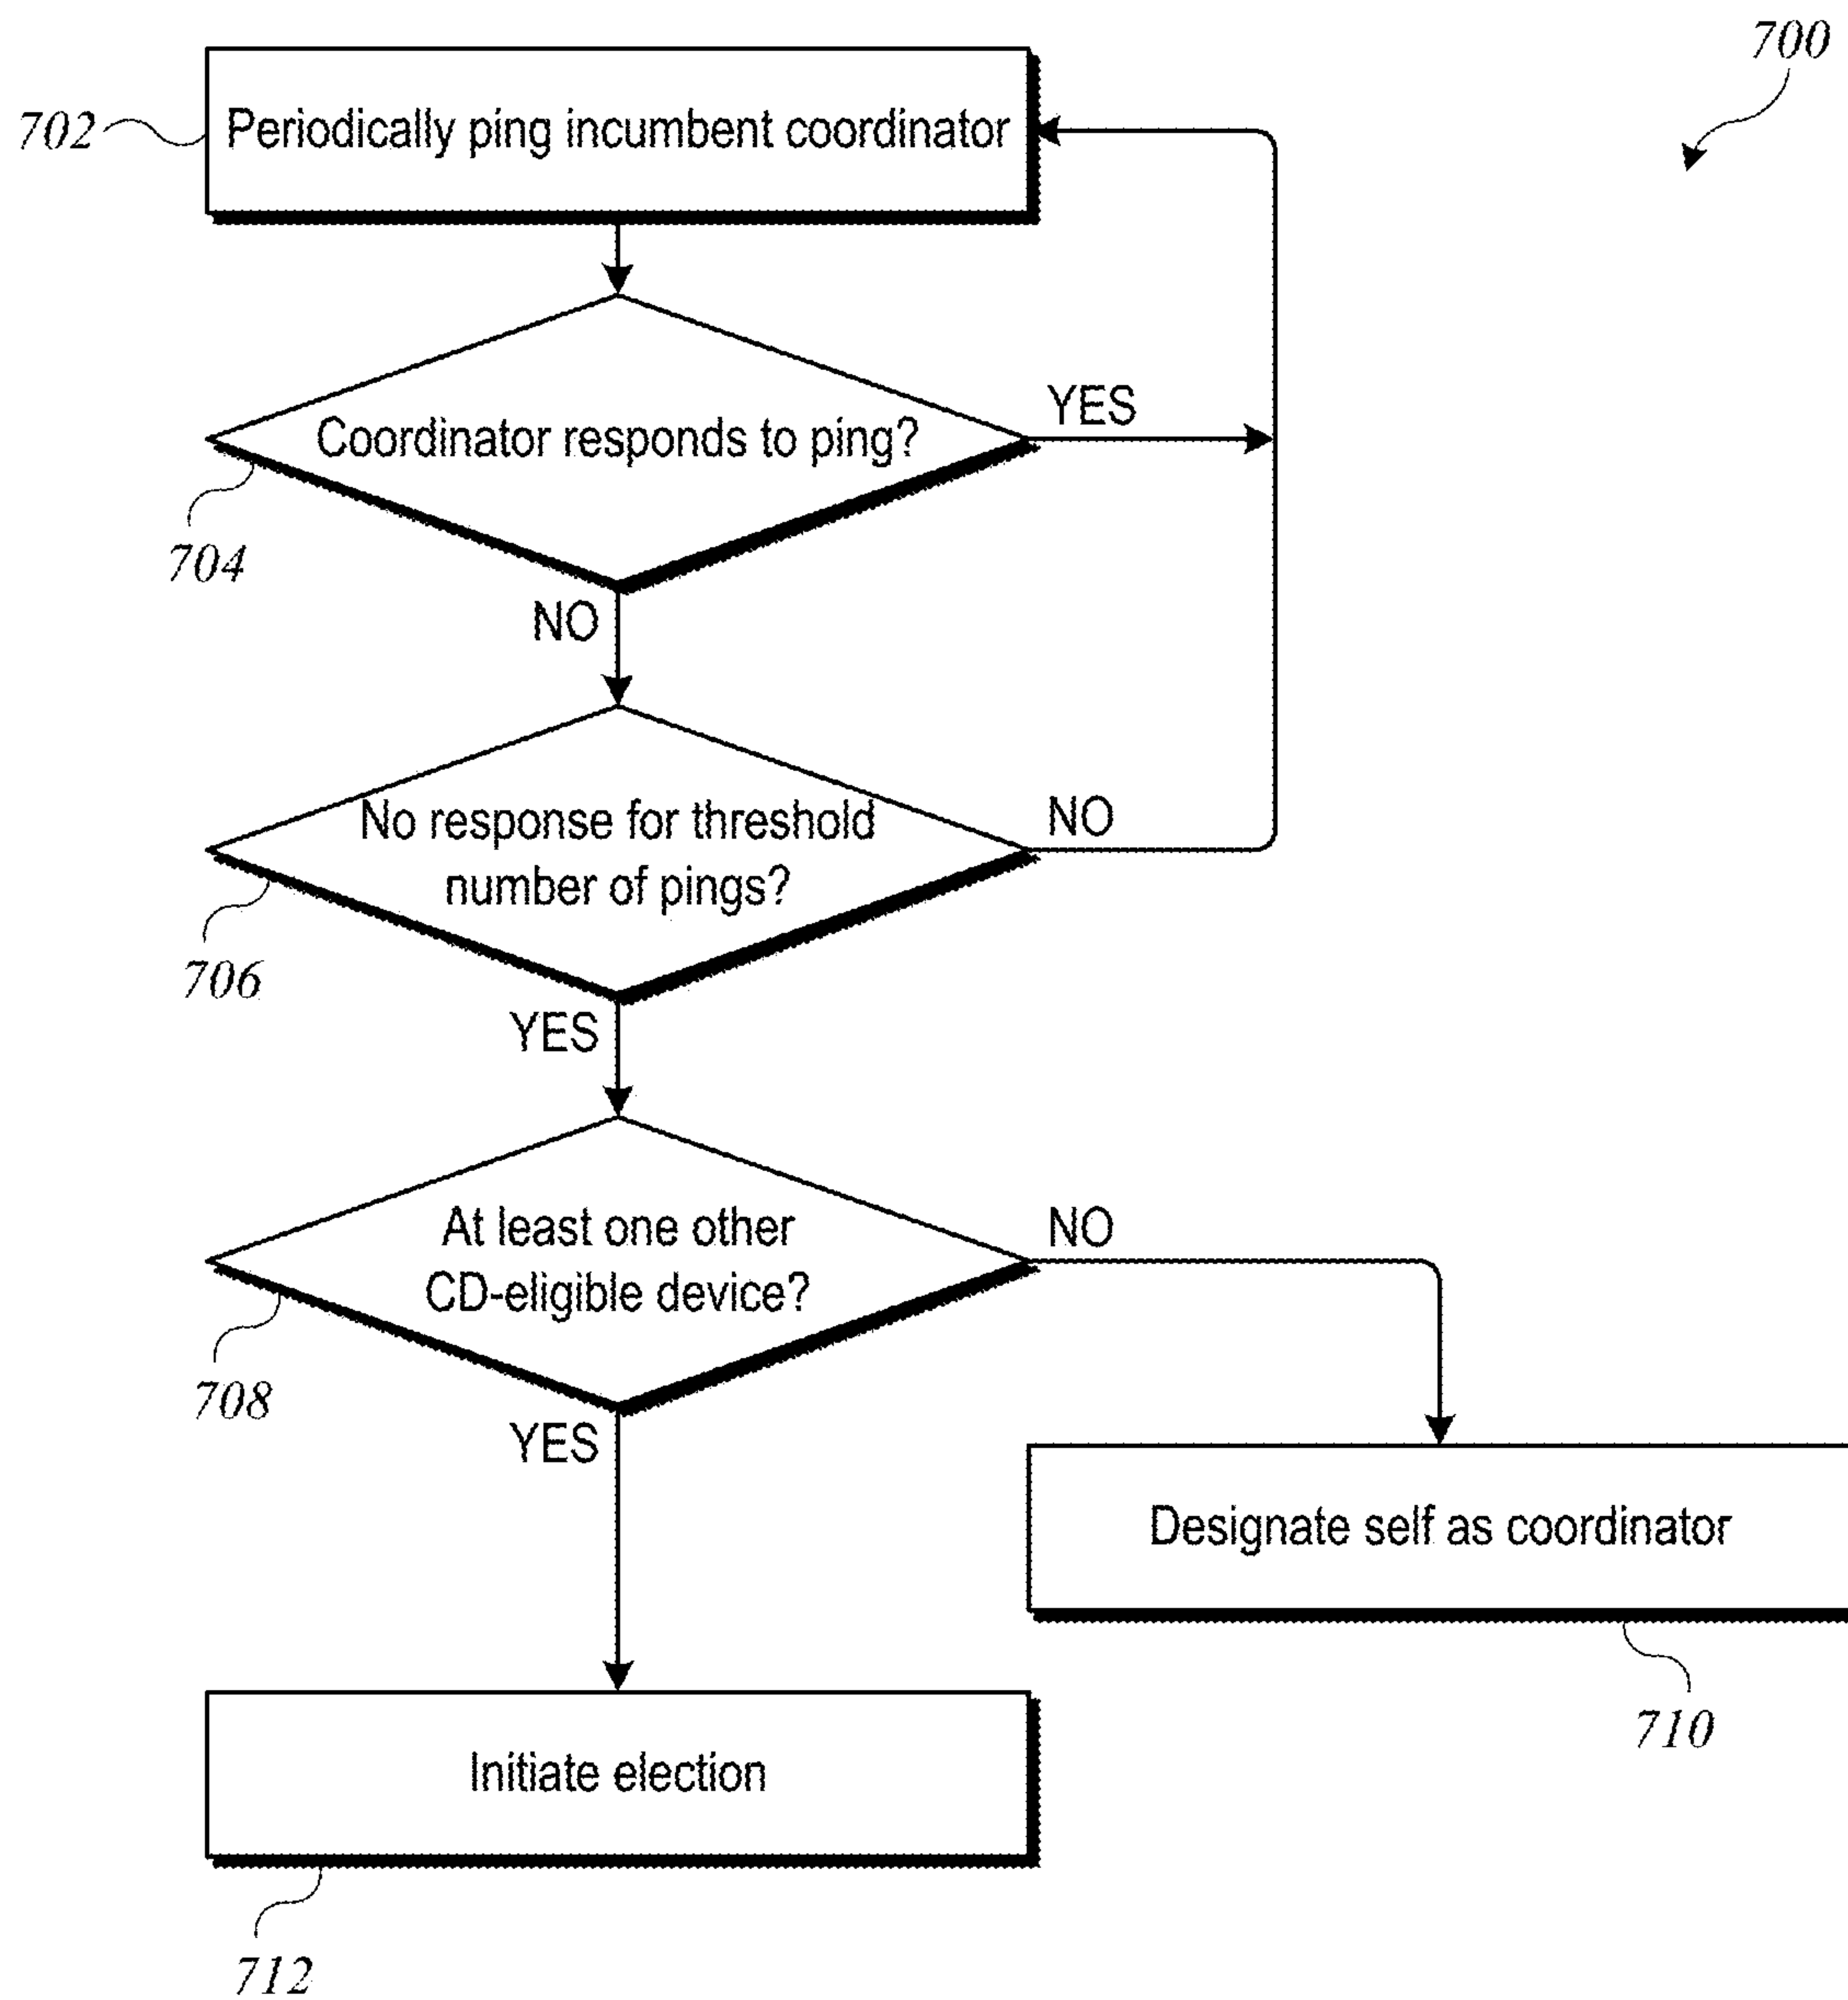 700
702
Periodically ping incumbent coordinator
YES
Coordinator responds to ping?
704
NO
No response for threshold
number of pings?
NO
706
YES
At least one other
CD-eligible device?
NO
708
YES
Designate self as coordinator
710
Initiate election
712